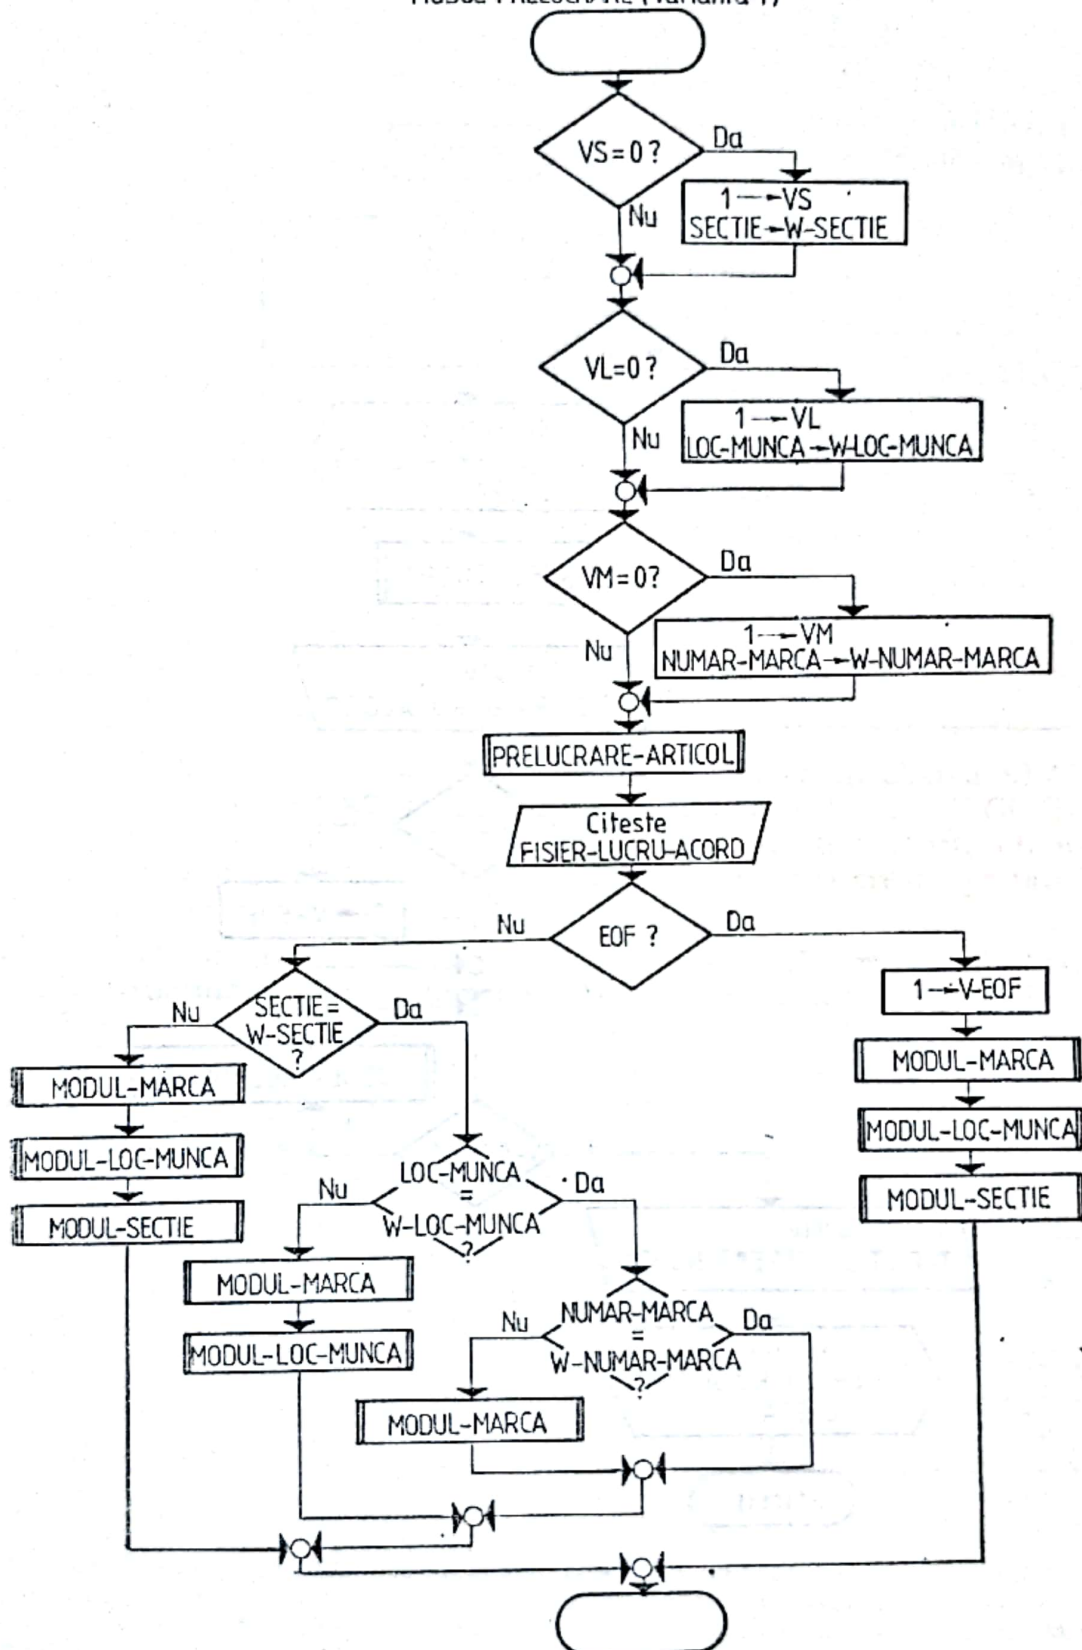 MODUL PRELUCRARE (varianta 1)
VS=0?
Da
Nu
1→VS
SECTIE→W-SECTIE
VL=0?
Da
Nu
1→VL
LOC-MUNCA→W-LOC-MUNCA
VM=0?
Da
Nu
1→VM
NUMAR-MARCA→W-NUMAR-MARCA
PRELUCRARE-ARTICOL
Citeste
FISIER-LUCRU-ACORD
EOF ?
Nu
Da
SECTIE=
W-SECTIE
?
Nu
Da
1→V-EOF
MODUL-MARCA
MODUL-LOC-MUNCA
MODUL-SECTIE
MODUL-MARCA
MODUL-LOC-MUNCA
MODUL-SECTIE
LOC-MUNCA
=
W-LOC-MUNCA
?
Nu
Da
MODUL-MARCA
MODUL-LOC-MUNCA
NUMAR-MARCA
=
W-NUMAR-MARCA
?
Nu
Da
MODUL-MARCA